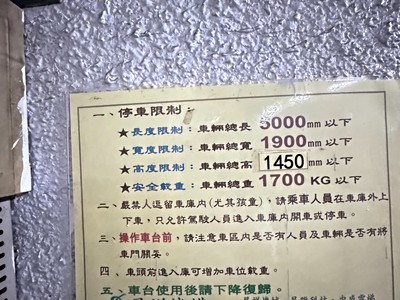 一、停車限制：
★長度限制：車輛總長 5000mm 以下
★寬度限制：車輛總寬 1900mm 以下
★高度限制：車輛總高 1450mm 以下
★安全載重：車輛總重 1700 KG 以下
二、嚴禁人逗留車庫內(尤其孩童)，請乘車人員在車庫外上
下車，只允許駕駛人員進入車庫內開車或停車。
三、操作車台前，請注意車區內是否有人員及車輛是否有將
車門關妥。
四、車頭前進入庫可增加車位載重。
五、車台使用後請下降復歸。